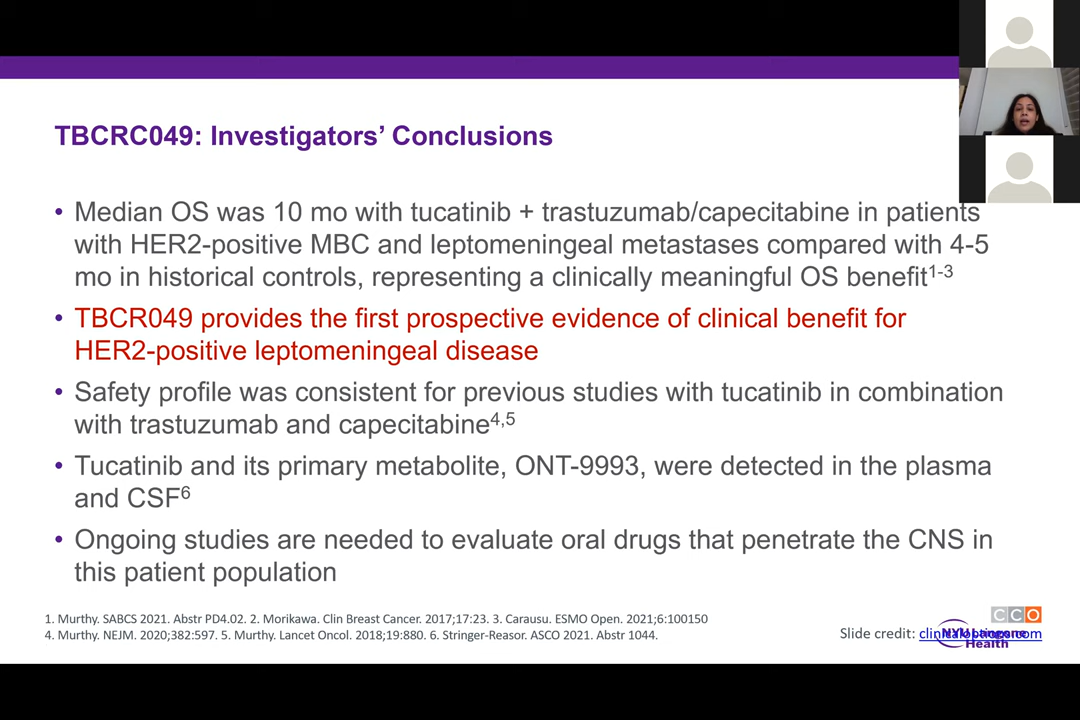 TBCRC049: Investigators’ Conclusions
• Median OS was 10 mo with tucatinib + trastuzumab/capecitabine in patients
with HER2-positive MBC and leptomeningeal metastases compared with 4-5
mo in historical controls, representing a clinically meaningful OS benefit1-3
• TBCR049 provides the first prospective evidence of clinical benefit for
HER2-positive leptomeningeal disease
• Safety profile was consistent for previous studies with tucatinib in combination
with trastuzumab and capecitabine4,5
• Tucatinib and its primary metabolite, ONT-9993, were detected in the plasma
and CSF6
• Ongoing studies are needed to evaluate oral drugs that penetrate the CNS in
this patient population
1. Murthy. SABCS 2021. Abstr PD4.02. 2. Morikawa. Clin Breast Cancer. 2017;17:23. 3. Carausu. ESMO Open. 2021;6:100150
4. Murthy. NEJM. 2020;382:597. 5. Murthy. Lancet Oncol. 2018;19:880. 6. Stringer-Reasor. ASCO 2021. Abstr 1044.
CCO
Slide credit: clinicaloptions.com
NYU Langone
Health